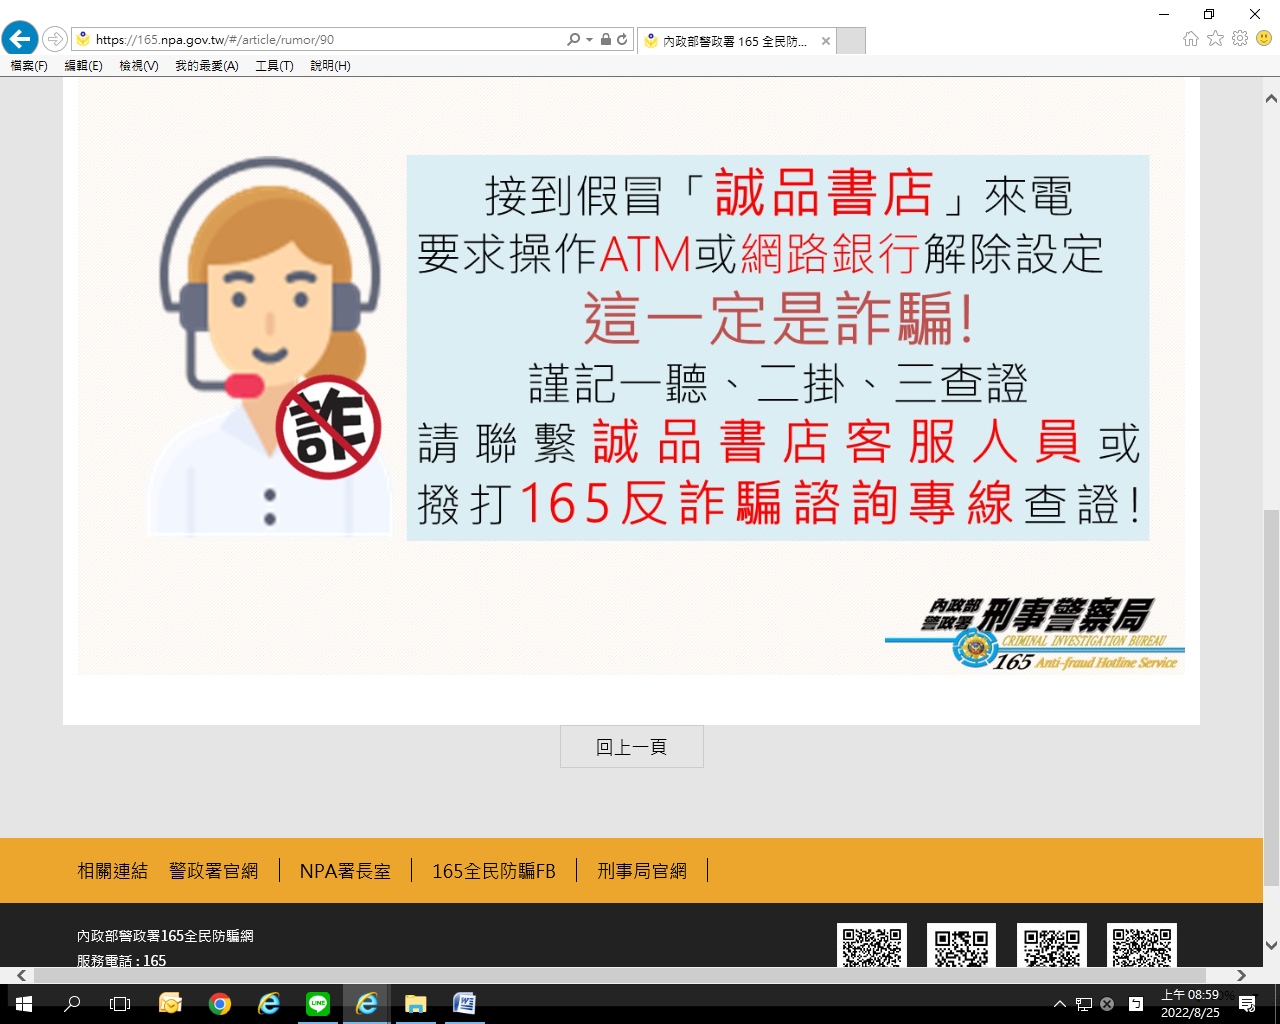 https://165.npa.gov.tw/#/article/rumor/90
內政部警政署 165 全民防...
檔案(F) 編輯(E) 檢視(V) 我的最愛(A) 工具(T) 說明(H)
接到假冒「誠品書店」來電
要求操作ATM或網路銀行解除設定
這一定是詐騙!
謹記一聽、二掛、三查證
請聯繫誠品書店客服人員或
撥打165反詐騙諮詢專線查證!
詐
內政部
警政署
刑事警察局
CRIMINAL INVESTIGATION BUREAU
165 Anti-fraud Hotline Service
回上一頁
相關連結 警政署官網 NPA署長室 165全民防騙FB 刑事局官網
內政部警政署165全民防騙網
服務電話 : 165
LINE
上午 08:59
2022/8/25